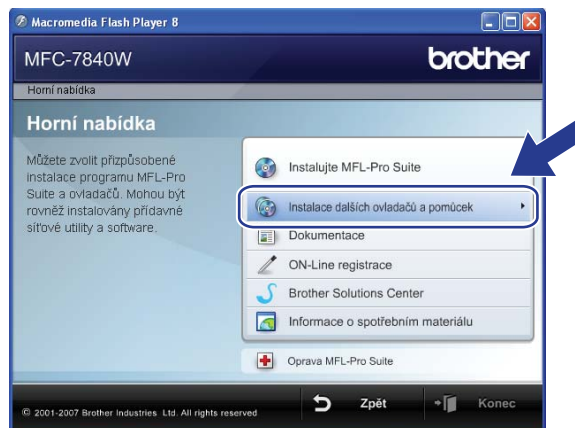 Macromedia Flash Player 8
MFC-7840W
brother
Horní nabídka
Horní nabídka
Můžete zvolit přizpůsobené
instalace programu MFL-Pro
Suite a ovladačů. Mohou být
rovněž instalovány přídavné
síťové utility a software.
Instalujte MFL-Pro Suite
Instalace dalších ovladačů a pomůcek
Dokumentace
ON-Line registrace
Brother Solutions Center
Informace o spotřebním materiálu
Oprava MFL-Pro Suite
© 2001-2007 Brother Industries Ltd. All rights reserved
Zpět
Konec